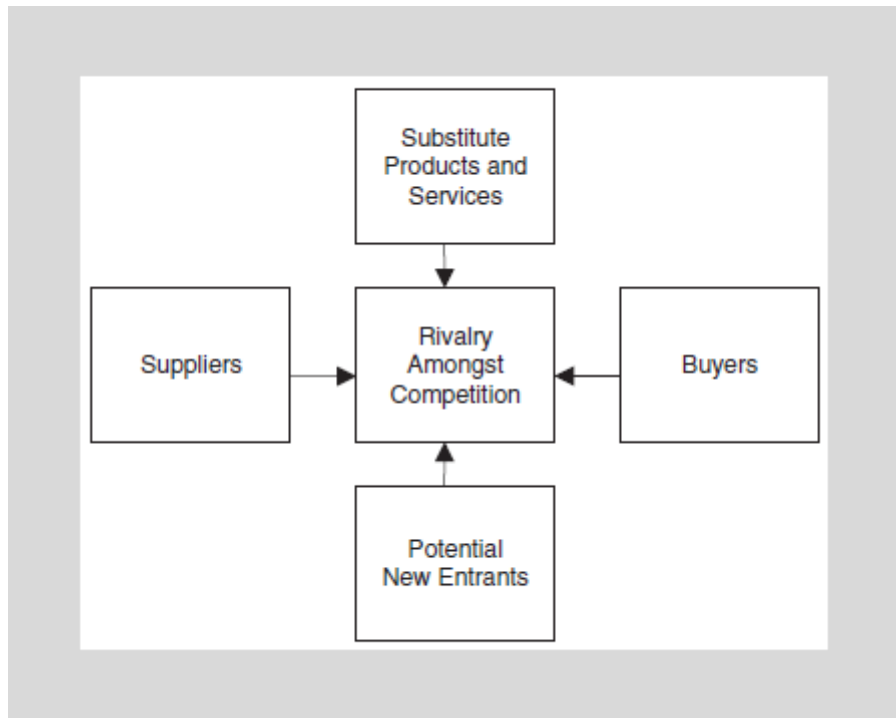 Substitute
Products and
Services
Suppliers
Rivalry
Amongst
Competition
Buyers
Potential
New Entrants